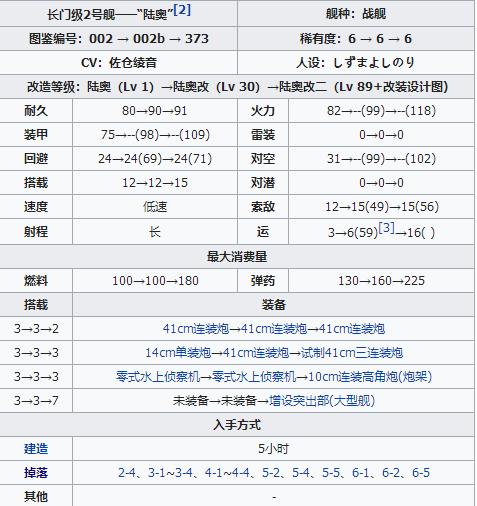 长门级2号舰——“陆奥”[2] 舰种：战舰
图鉴编号：002 → 002b → 373 稀有度：6 → 6 → 6
CV：佐仓绫音 人设：しずまよしのり
改造等级：陆奥（Lv 1）→陆奥改（Lv 30）→陆奥改二（Lv 89+改装设计图)
耐久 80→90→91 火力 82→--(99)→--(118)
装甲 75→--(98)→--(109) 雷装 0→0→0
回避 24→24(69)→24(71) 对空 31→--(99)→--(102)
搭载 12→12→15 对潜 0→0→0
速度 低速 索敌 12→15(49)→15(56)
射程 长 运 3→6(59)[3]→16( )
最大消费量
燃料 100→100→180 弹药 130→160→225
搭载 装备
3→3→2 41cm连装炮→41cm连装炮→41cm连装炮
3→3→3 14cm单装炮→41cm连装炮→试制41cm三连装炮
3→3→3 零式水上侦察机→零式水上侦察机→10cm连装高角炮(炮架)
3→3→7 未装备→未装备→增设突出部(大型舰)
入手方式
建造 5小时
掉落 2-4、3-1~3-4、4-1~4-4、5-2、5-4、5-5、6-1、6-2、6-5
其他 -